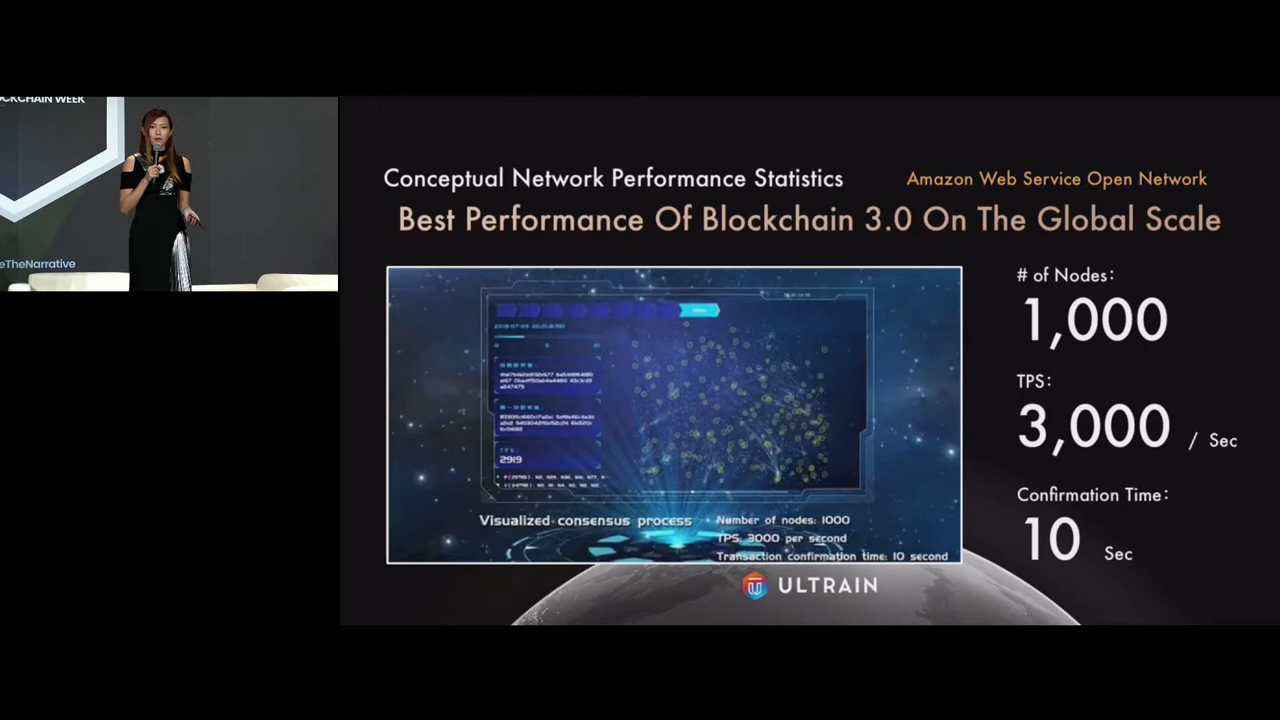 OCKCHAIN WEEK
eTheNarrative
Conceptual Network Performance Statistics
Amazon Web Service Open Network
Best Performance Of Blockchain 3.0 On The Global Scale
# of Nodes:
1,000
TPS:
3,000 / Sec
Confirmation Time:
10 Sec
TPS:
2919
Visualized consensus process
Number of nodes: 1000
TPS: 3000 per second
Transaction confirmation time: 10 second
ULTRAIN